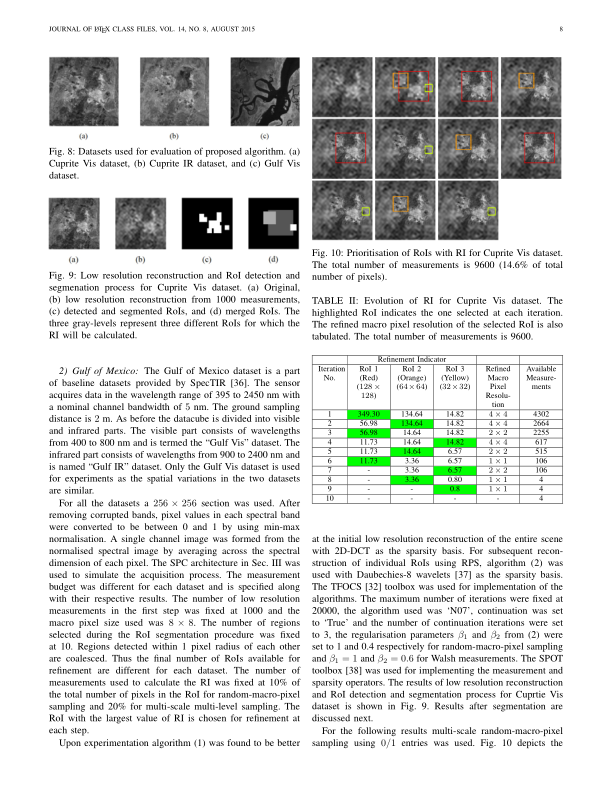 JOURNAL OF LATEX CLASS FILES, VOL. 14, NO. 8, AUGUST 2015
8
(a)
(b)
(c)
Fig. 8: Datasets used for evaluation of proposed algorithm. (a)
Cuprite Vis dataset, (b) Cuprite IR dataset, and (c) Gulf Vis
dataset.
(a)
(b)
(c)
(d)
Fig. 9: Low resolution reconstruction and RoI detection and
segmenation process for Cuprite Vis dataset. (a) Original,
(b) low resolution reconstruction from 1000 measurements,
(c) detected and segmented RoIs, and (d) merged RoIs. The
three gray-levels represent three different RoIs for which the
RI will be calculated.
2) Gulf of Mexico: The Gulf of Mexico dataset is a part
of baseline datasets provided by SpecTIR [36]. The sensor
acquires data in the wavelength range of 395 to 2450 nm with
a nominal channel bandwidth of 5 nm. The ground sampling
distance is 2 m. As before the datacube is divided into visible
and infrared parts. The visible part consists of wavelengths
from 400 to 800 nm and is termed the “Gulf Vis” dataset. The
infrared part consists of wavelengths from 900 to 2400 nm and
is named “Gulf IR” dataset. Only the Gulf Vis dataset is used
for experiments as the spatial variations in the two datasets
are similar.
For all the datasets a 256 × 256 section was used. After
removing corrupted bands, pixel values in each spectral band
were converted to be between 0 and 1 by using min-max
normalisation. A single channel image was formed from the
normalised spectral image by averaging across the spectral
dimension of each pixel. The SPC architecture in Sec. III was
used to simulate the acquisition process. The measurement
budget was different for each dataset and is specified along
with their respective results. The number of low resolution
measurements in the first step was fixed at 1000 and the
macro pixel size used was 8 × 8. The number of regions
selected during the RoI segmentation procedure was fixed
at 10. Regions detected within 1 pixel radius of each other
are coalesced. Thus the final number of RoIs available for
refinement are different for each dataset. The number of
measurements used to calculate the RI was fixed at 10% of
the total number of pixels in the RoI for random-macro-pixel
sampling and 20% for multi-scale multi-level sampling. The
RoI with the largest value of RI is chosen for refinement at
each step.
Upon experimentation algorithm (1) was found to be better
Fig. 10: Prioritisation of RoIs with RI for Cuprite Vis dataset.
The total number of measurements is 9600 (14.6% of total
number of pixels).
TABLE II: Evolution of RI for Cuprite Vis dataset. The
highlighted RoI indicates the one selected at each iteration.
The refined macro pixel resolution of the selected RoI is also
tabulated. The total number of measurements is 9600.
Refinement Indicator
Iteration RoI 1 RoI 2 RoI 3 Refined Available
No. (Red) (Orange) (Yellow) Macro Measure-
(128 × (64×64) (32×32) Pixel ments
128) Resolu-
tion
1 349.30 134.64 14.82 4 × 4 4302
2 56.98 134.64 14.82 4 × 4 2664
3 56.98 14.64 14.82 2 × 2 2255
4 11.73 14.64 14.82 4 × 4 617
5 11.73 14.64 6.57 2 × 2 515
6 11.73 3.36 6.57 1 × 1 106
7 - 3.36 6.57 2 × 2 106
8 - 3.36 0.80 1 × 1 4
9 - - 0.8 1 × 1 4
10 - - - - 4
at the initial low resolution reconstruction of the entire scene
with 2D-DCT as the sparsity basis. For subsequent recon-
struction of individual RoIs using RPS, algorithm (2) was
used with Daubechies-8 wavelets [37] as the sparsity basis.
The TFOCS [32] toolbox was used for implementation of the
algorithms. The maximum number of iterations were fixed at
20000, the algorithm used was ‘N07’, continuation was set
to ‘True’ and the number of continuation iterations were set
to 3, the regularisation parameters β1 and β2 from (2) were
set to 1 and 0.4 respectively for random-macro-pixel sampling
and β1 = 1 and β2 = 0.6 for Walsh measurements. The SPOT
toolbox [38] was used for implementing the measurement and
sparsity operators. The results of low resolution reconstruction
and RoI detection and segmentation process for Cuprtie Vis
dataset is shown in Fig. 9. Results after segmentation are
discussed next.
For the following results multi-scale random-macro-pixel
sampling using 0/1 entries was used. Fig. 10 depicts the